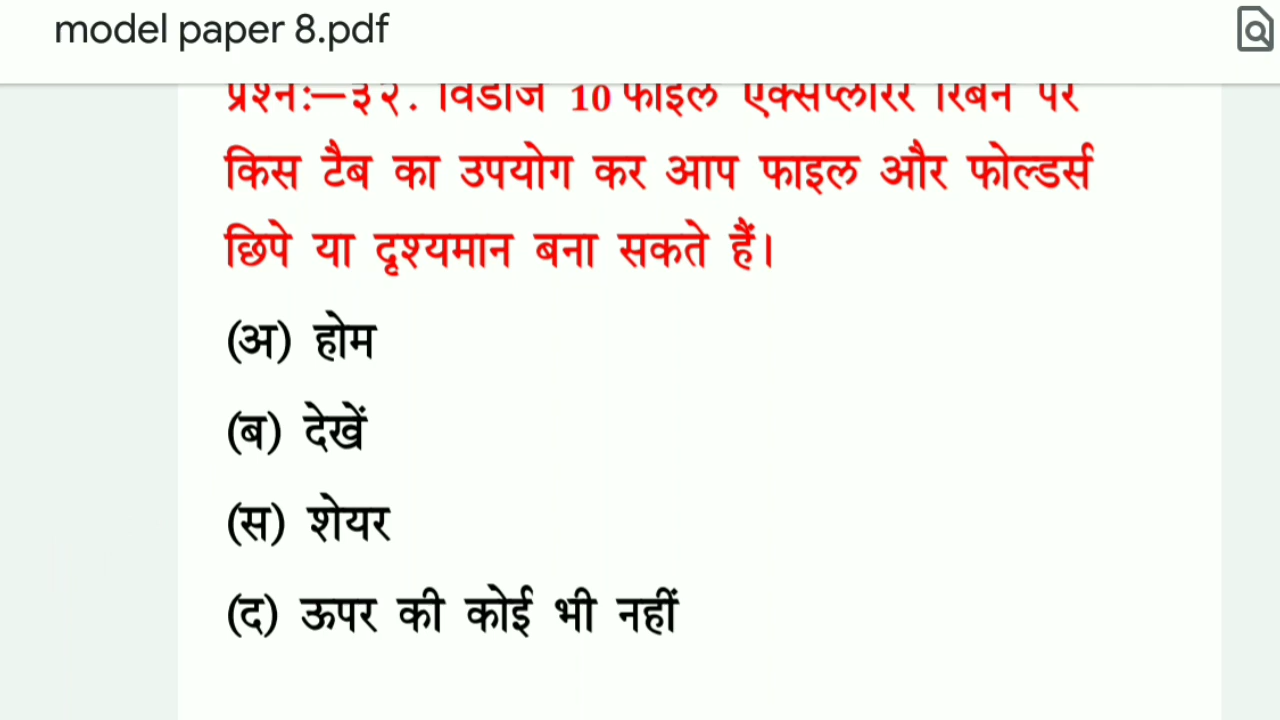 model paper 8.pdf
प्रश्नः—३२. विंडोज 10 फाइल एक्सप्लोरर रिबन पर
किस टैब का उपयोग कर आप फाइल और फोल्डर्स
छिपे या दृश्यमान बना सकते हैं।
(अ) होम
(ब) देखें
(स) शेयर
(द) ऊपर की कोई भी नहीं